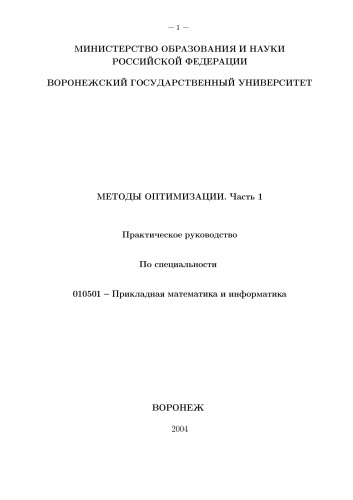 — 1 —
МИНИСТЕРСТВО ОБРАЗОВАНИЯ И НАУКИ
РОССИЙСКОЙ ФЕДЕРАЦИИ
ВОРОНЕЖСКИЙ ГОСУДАРСТВЕННЫЙ УНИВЕРСИТЕТ
МЕТОДЫ ОПТИМИЗАЦИИ. Часть 1
Практическое руководство
По специальности
010501 – Прикладная математика и информатика
ВОРОНЕЖ
2004